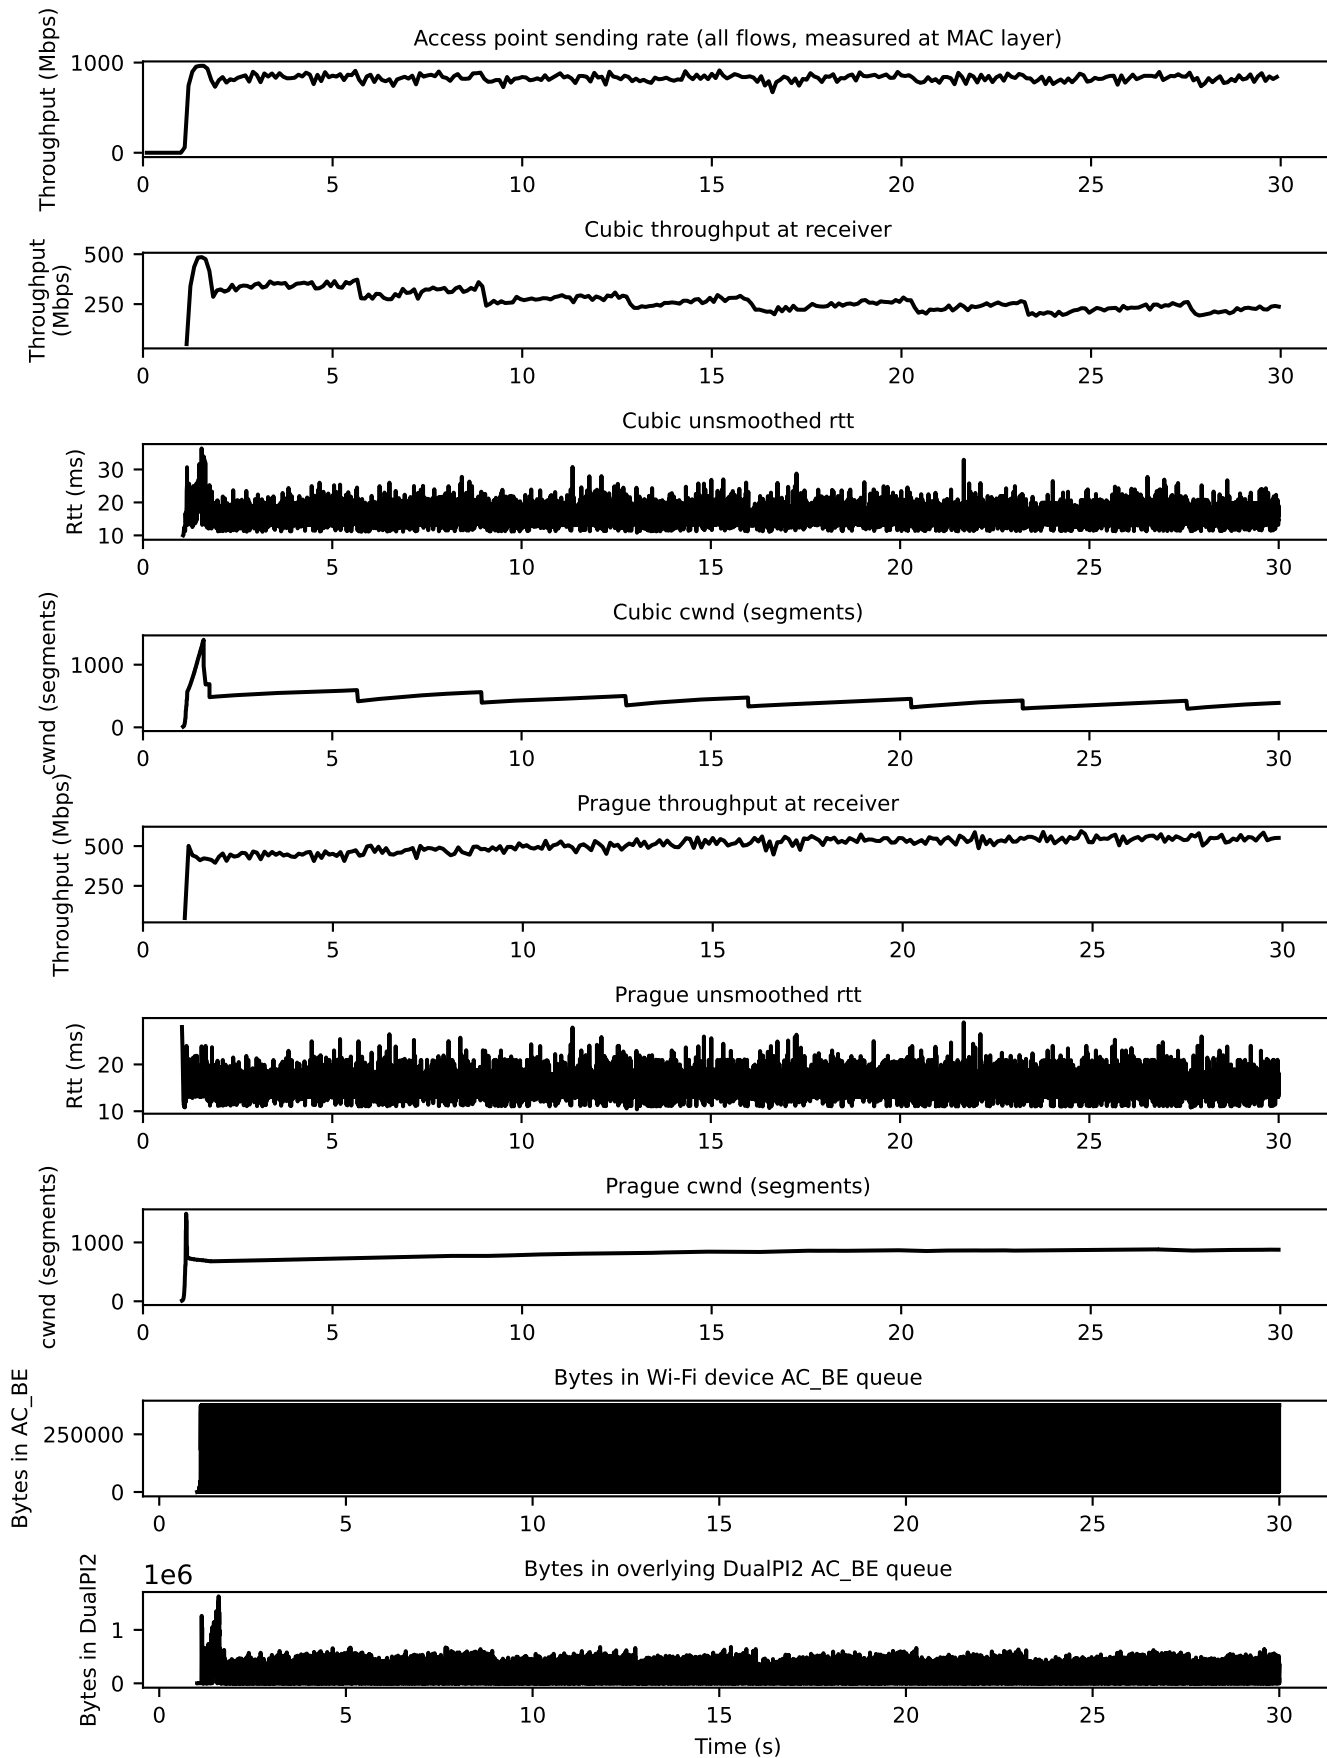 Access point sending rate (all flows, measured at MAC layer)
Throughput (Mbps)
1000
0
0 5 10 15 20 25 30
Cubic throughput at receiver
Throughput
(Mbps)
500
250
0 5 10 15 20 25 30
Cubic unsmoothed rtt
Rtt (ms)
30
20
10
0 5 10 15 20 25 30
Cubic cwnd (segments)
cwnd (segments)
1000
0
0 5 10 15 20 25 30
Prague throughput at receiver
Throughput (Mbps)
500
250
0 5 10 15 20 25 30
Prague unsmoothed rtt
Rtt (ms)
20
10
0 5 10 15 20 25 30
Prague cwnd (segments)
cwnd (segments)
1000
0
0 5 10 15 20 25 30
Bytes in Wi-Fi device AC_BE queue
Bytes in AC_BE
250000
0
0 5 10 15 20 25 30
Bytes in overlying DualPI2 AC_BE queue
Bytes in DualPI2
1e6
1
0
0 5 10 15 20 25 30
Time (s)